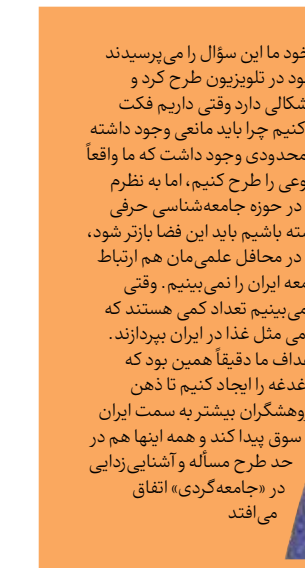 خود ما این سؤال را می‌پرسیدند
ود در تلویزیون طرح کرد و
شکالی دارد وقتی داریم فکت
کنیم چرا باید مانعی وجود داشته
محدودی وجود داشت که ما واقعاً
وعی را طرح کنیم، اما به نظرم
در حوزه جامعه‌شناسی حرفی
شته باشیم باید این فضا بازتر شود،
در محافل علمی‌مان هم ارتباط
معه ایران را نمی‌بینیم. وقتی
می‌بینیم تعداد کمی هستند که
می مثل غذا در ایران بپردازند.
هداف ما دقیقاً همین بود که
غدغه را ایجاد کنیم تا ذهن
وهشگران بیشتر به سمت ایران
سوق پیدا کند و همه اینها هم در
حد طرح مسأله و آشنایی‌زدایی
در «جامعه‌گردی» اتفاق
می‌افتد